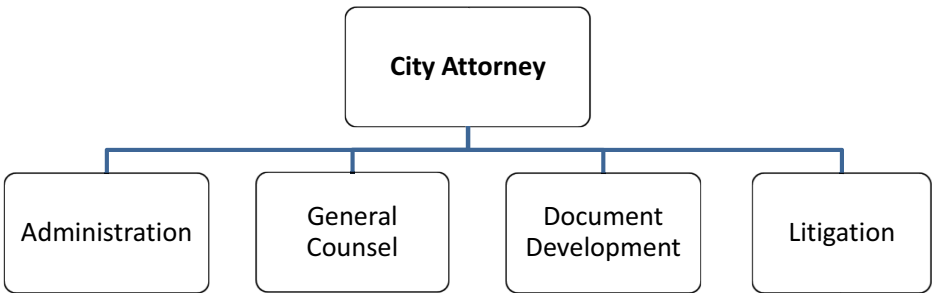 City Attorney
Administration
General
Counsel
Document
Development
Litigation